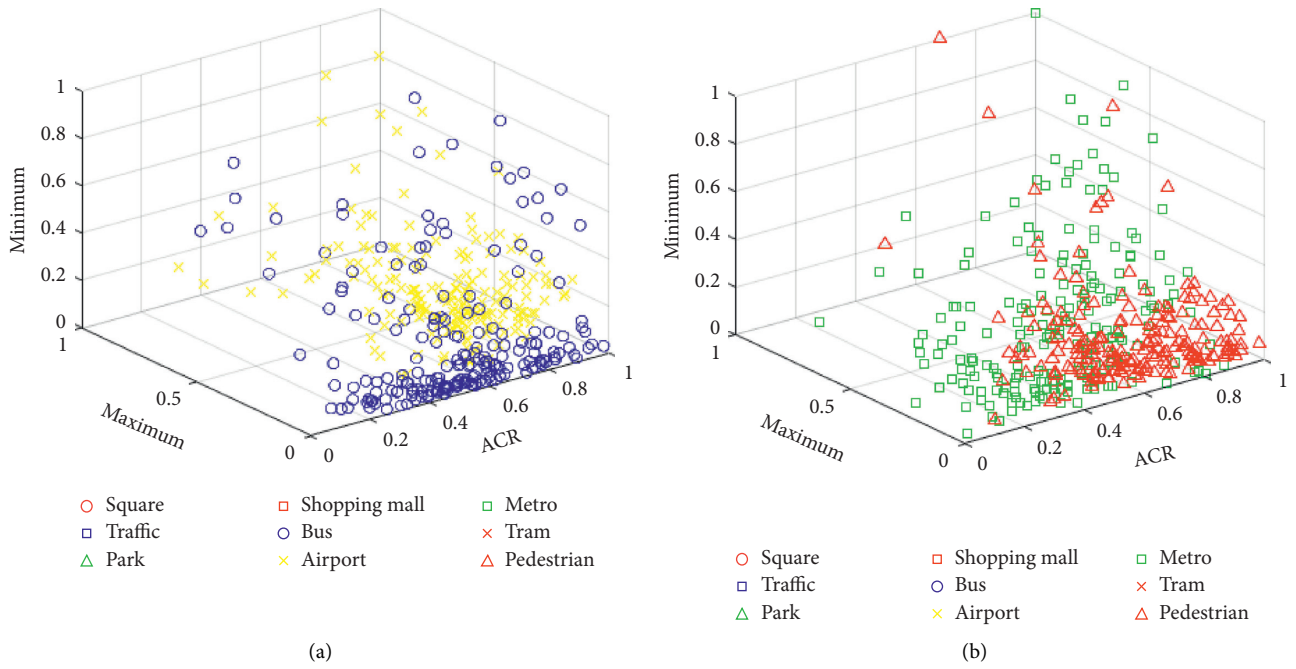 1
0.8
0.6
0.4
0.2
0
Minimum
1
0.5
0
Maximum
0
0.2
0.4
0.6
0.8
1
ACR
Square
Shopping mall
Metro
Traffic
Bus
Tram
Park
Airport
Pedestrian
(a)
1
0.8
0.6
0.4
0.2
0
Minimum
1
0.5
0
Maximum
0
0.2
0.4
0.6
0.8
1
ACR
Square
Shopping mall
Metro
Traffic
Bus
Tram
Park
Airport
Pedestrian
(b)